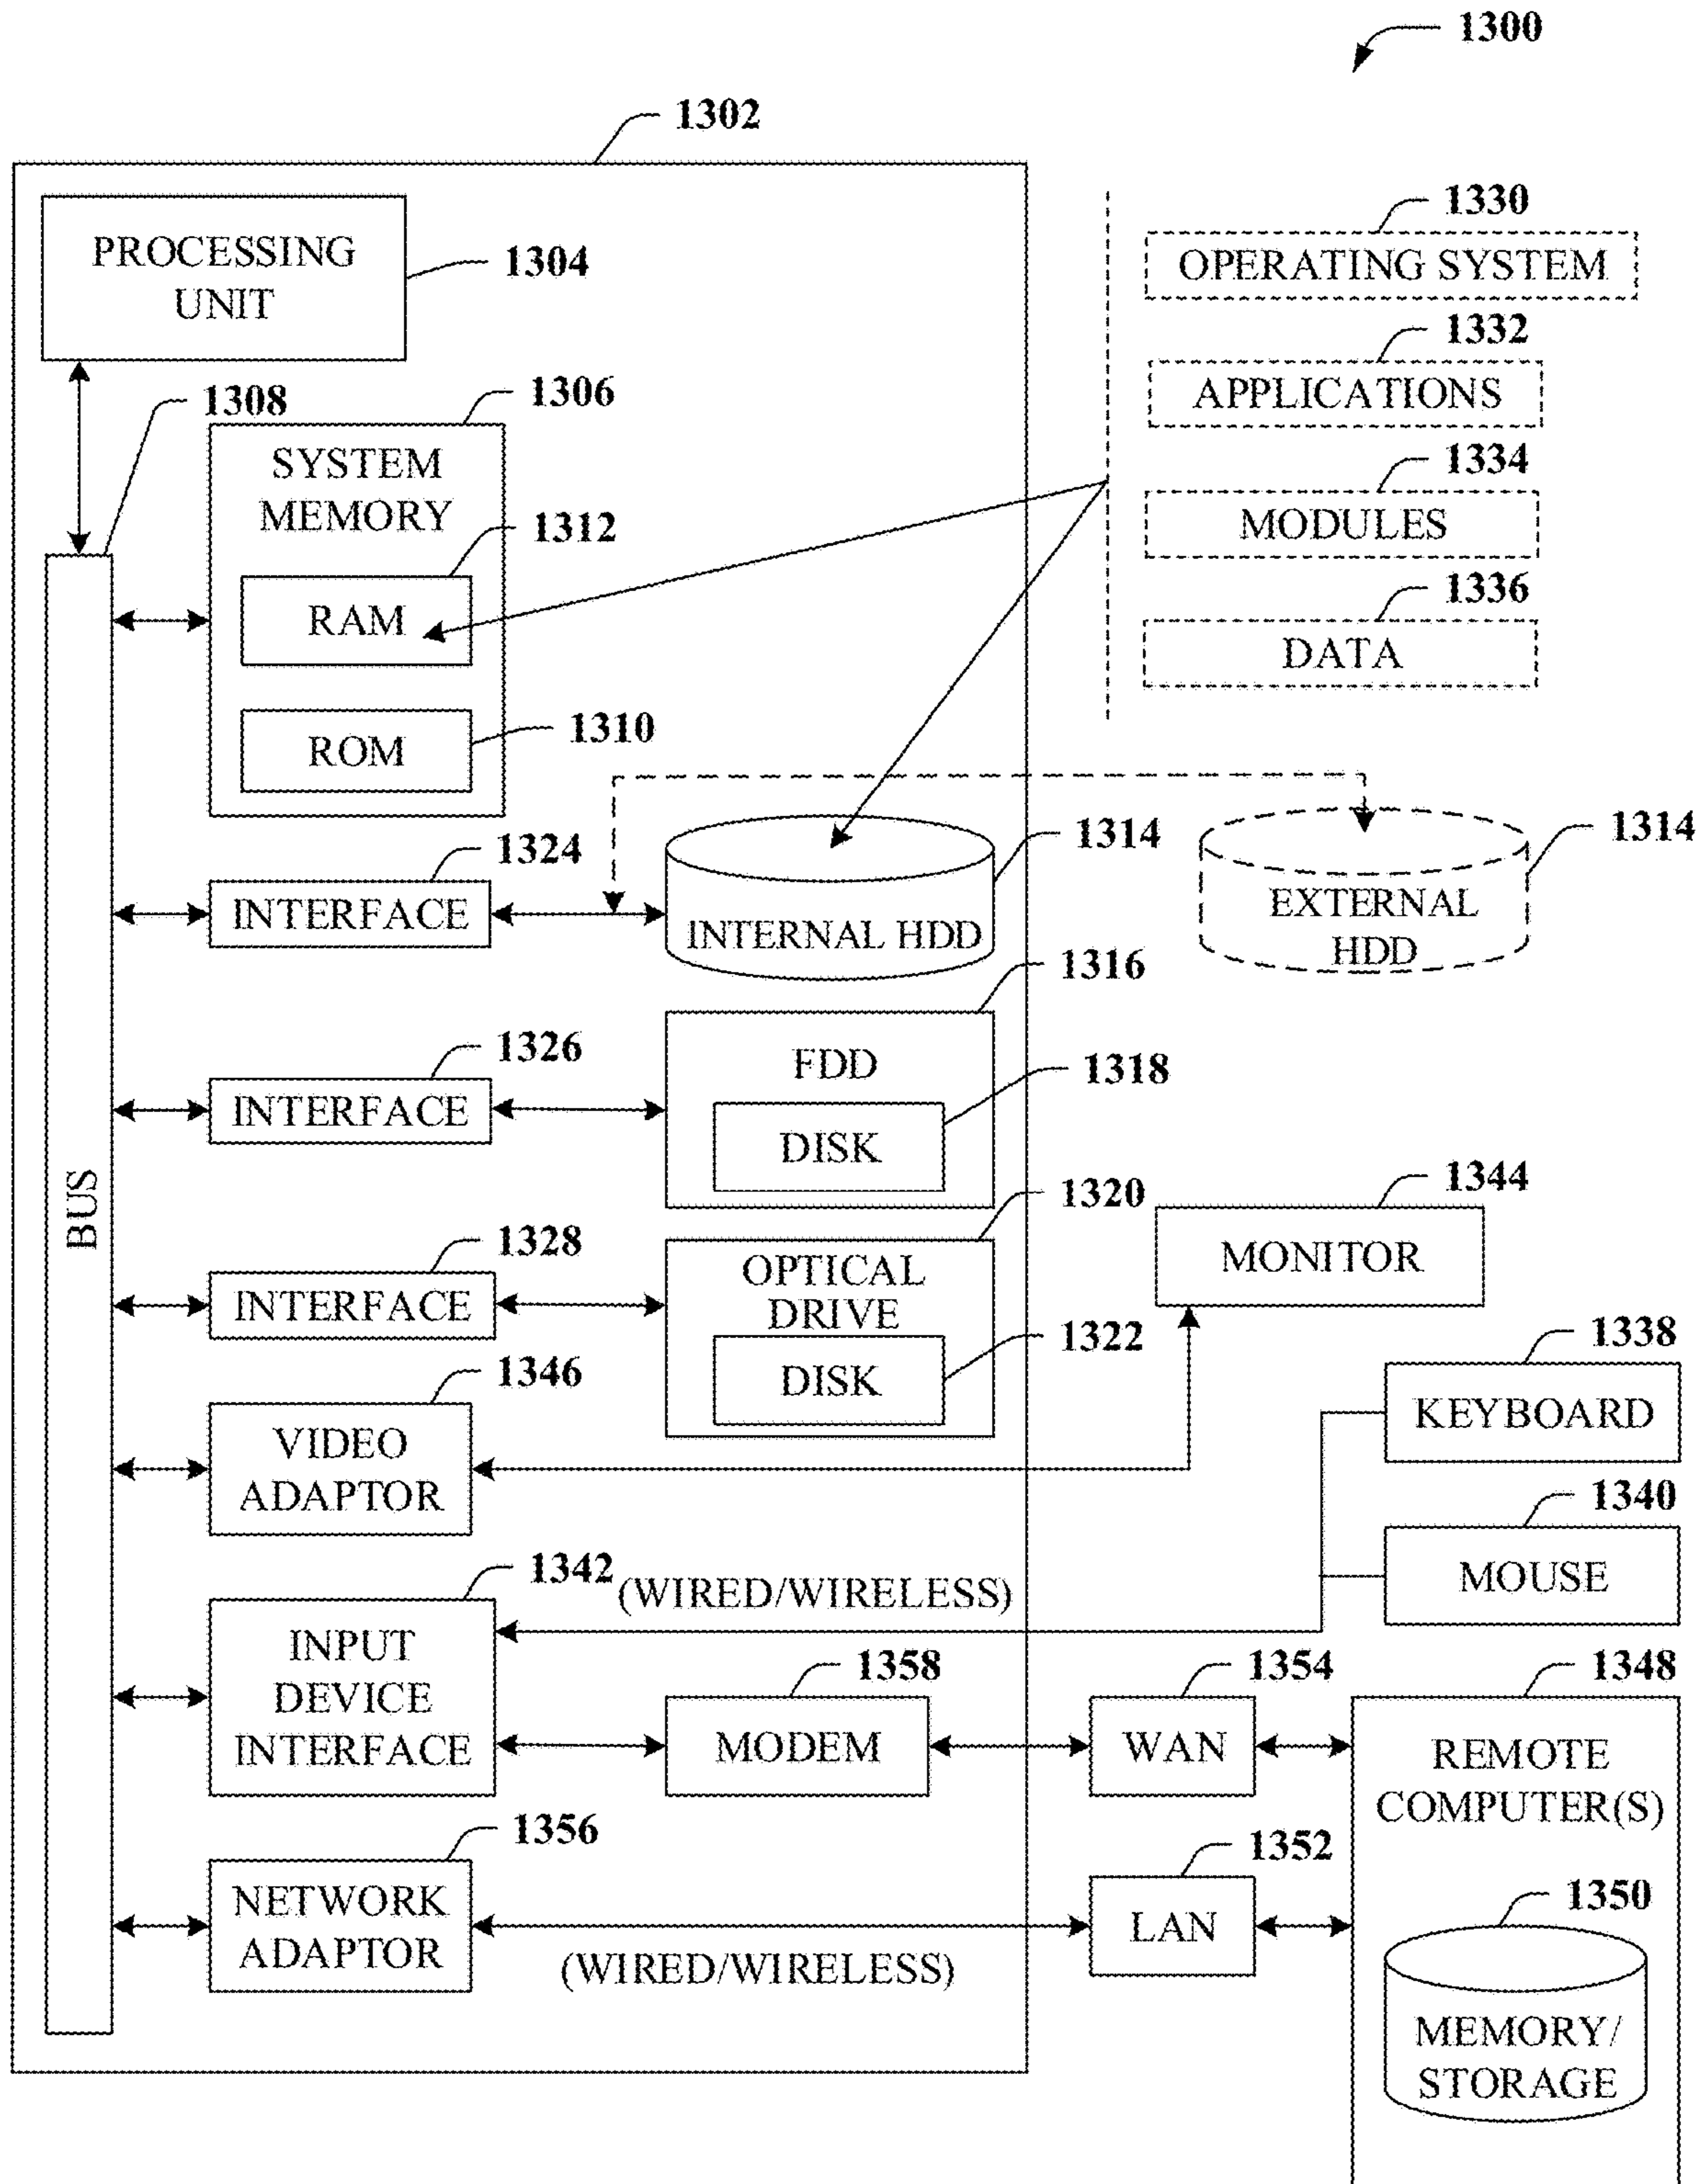 1300
1302
PROCESSING
UNIT
1304
1330
OPERATING SYSTEM
1332
APPLICATIONS
1334
MODULES
1336
DATA
1308
1306
SYSTEM
MEMORY
1312
RAM
1310
ROM
1324
INTERFACE
1314
INTERNAL HDD
1314
EXTERNAL
HDD
1326
INTERFACE
1316
FDD
1318
DISK
BUS
1328
INTERFACE
1320
OPTICAL
DRIVE
1322
DISK
1344
MONITOR
1346
VIDEO
ADAPTOR
1338
KEYBOARD
1340
MOUSE
1342
(WIRED/WIRELESS)
INPUT
DEVICE
INTERFACE
1358
MODEM
1354
WAN
1348
REMOTE
COMPUTER(S)
1356
NETWORK
ADAPTOR
(WIRED/WIRELESS)
1352
LAN
1350
MEMORY/
STORAGE